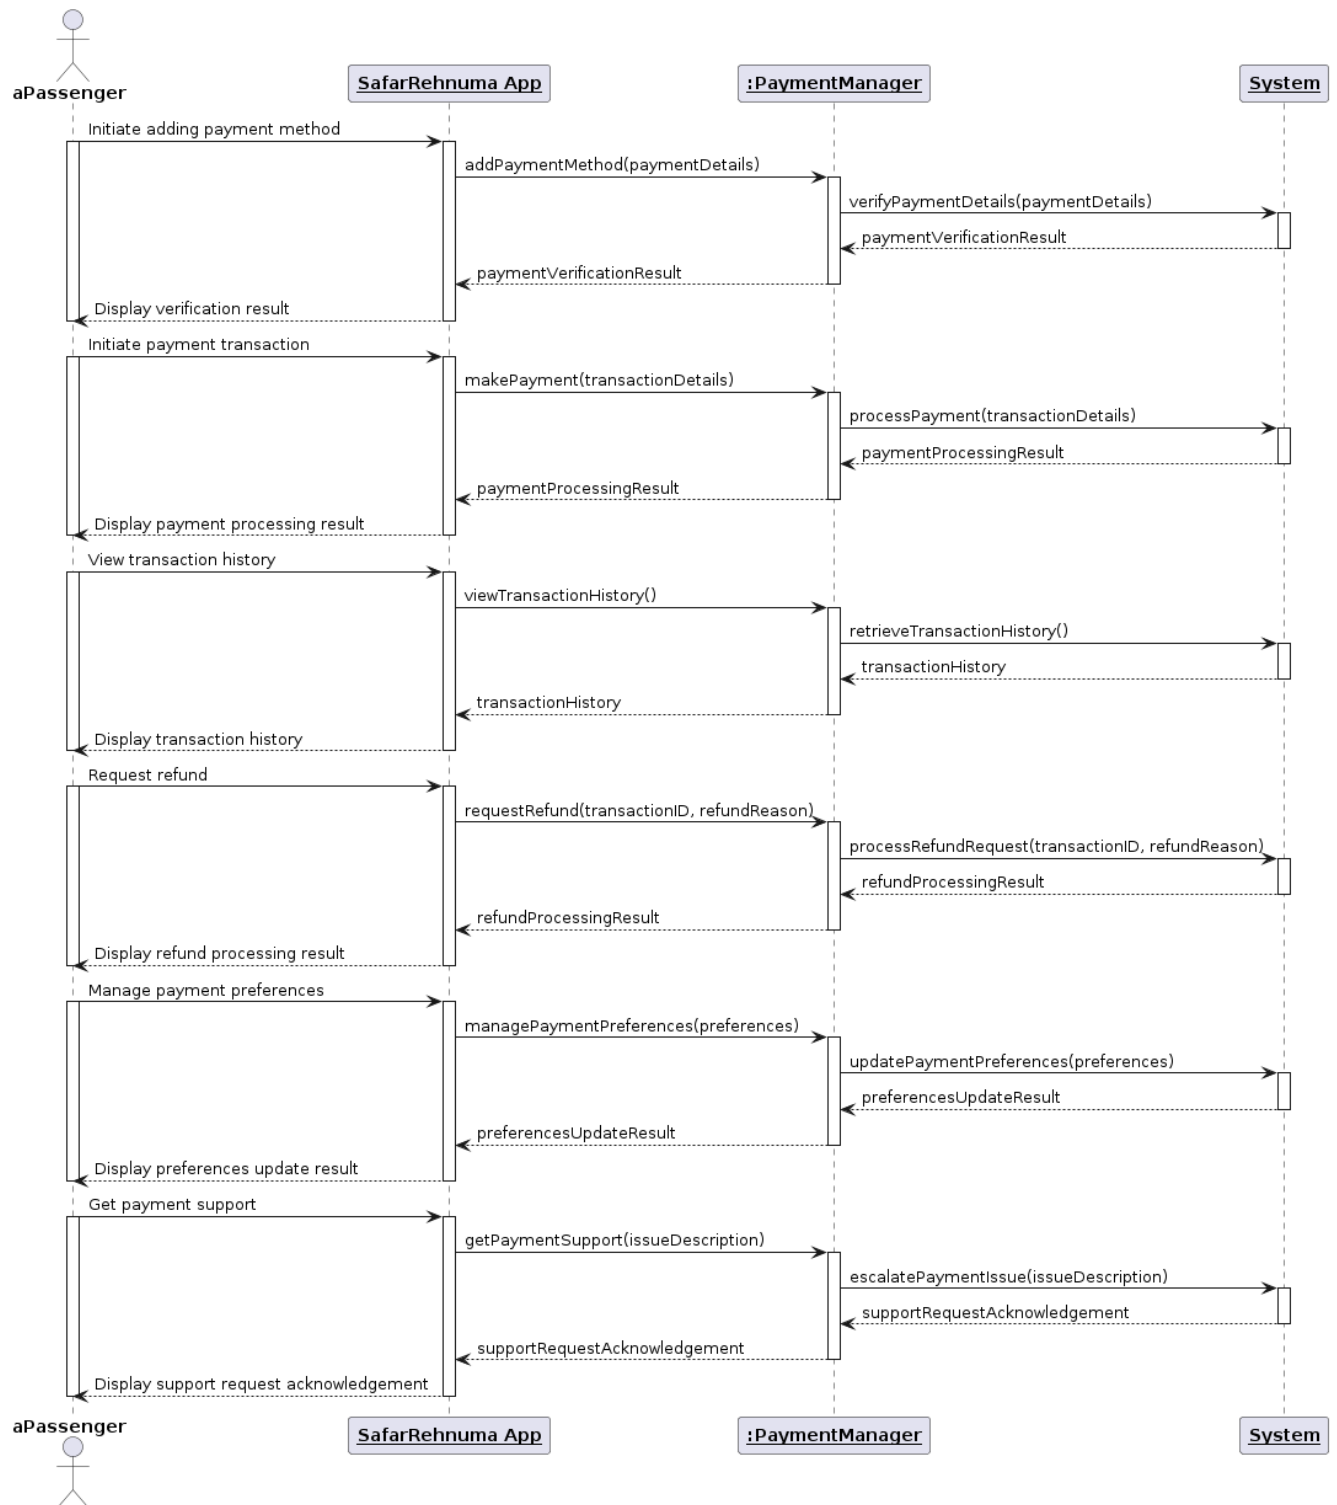 aPassenger
SafarRehnuma App
:PaymentManager
System
Initiate adding payment method
addPaymentMethod(paymentDetails)
verifyPaymentDetails(paymentDetails)
paymentVerificationResult
paymentVerificationResult
Display verification result
Initiate payment transaction
makePayment(transactionDetails)
processPayment(transactionDetails)
paymentProcessingResult
paymentProcessingResult
Display payment processing result
View transaction history
viewTransactionHistory()
retrieveTransactionHistory()
transactionHistory
transactionHistory
Display transaction history
Request refund
requestRefund(transactionID, refundReason)
processRefundRequest(transactionID, refundReason)
refundProcessingResult
refundProcessingResult
Display refund processing result
Manage payment preferences
managePaymentPreferences(preferences)
updatePaymentPreferences(preferences)
preferencesUpdateResult
preferencesUpdateResult
Display preferences update result
Get payment support
getPaymentSupport(issueDescription)
escalatePaymentIssue(issueDescription)
supportRequestAcknowledgement
supportRequestAcknowledgement
Display support request acknowledgement
aPassenger
SafarRehnuma App
:PaymentManager
System